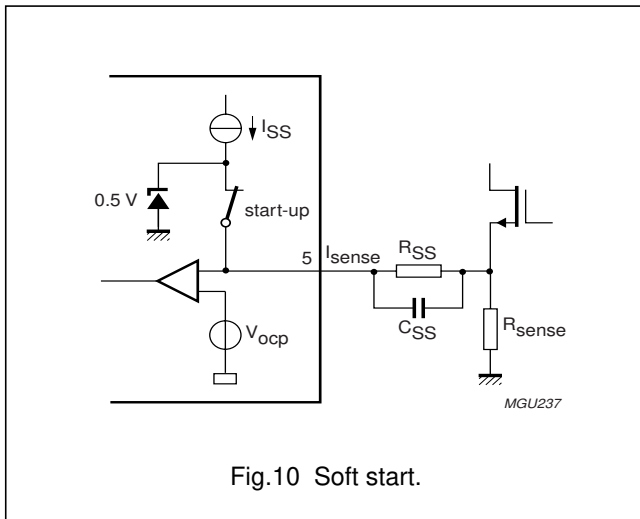 I_SS
0.5 V
start-up
5 I_sense
R_SS
C_SS
V_ocp
R_sense
MGU237
Fig.10 Soft start.